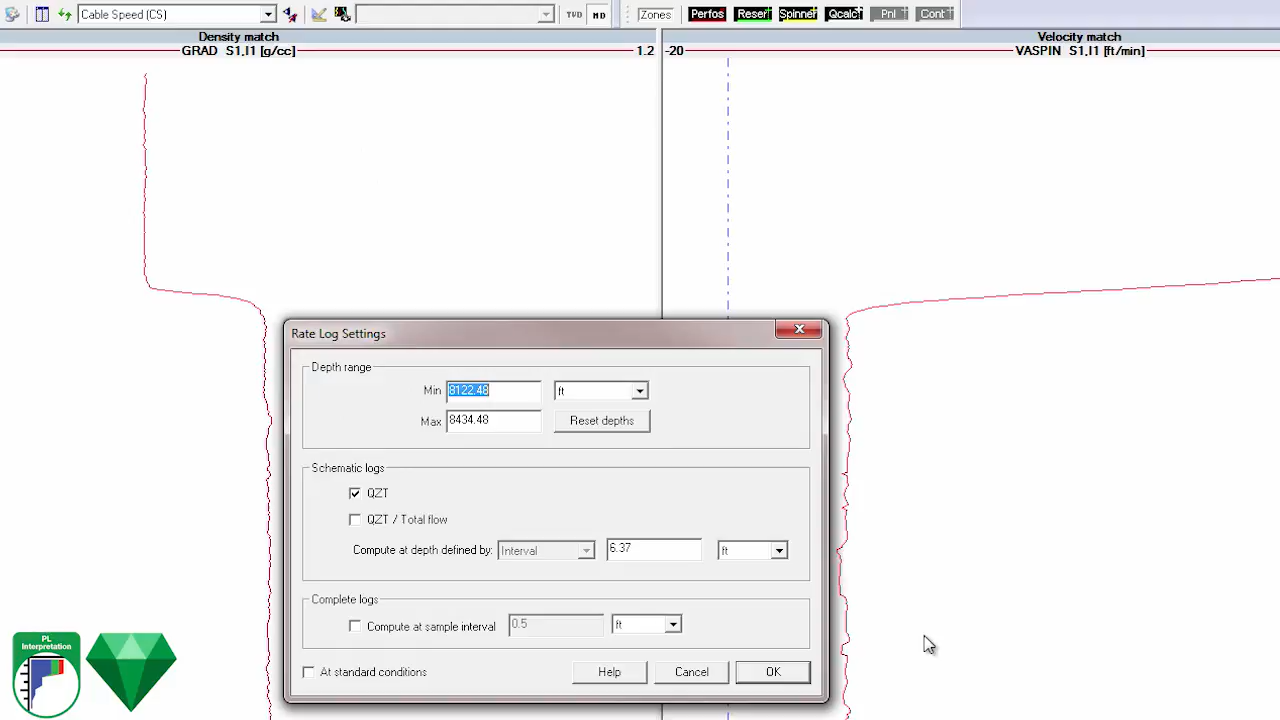 Cable Speed (CS)
TVD
MD
Zones
Perfos
Reser
Spinner
Qcalc
Pnl
Cont
Density match
Velocity match
GRAD S1,I1 [g/cc]
1.2
-20
VASPIN S1,I1 [ft/min]
Rate Log Settings
Depth range
Min 8122.48 ft
Max 8434.48 Reset depths
Schematic logs
QZT
QZT / Total flow
Compute at depth defined by: Interval 6.37 ft
Complete logs
Compute at sample interval 0.5 ft
At standard conditions Help Cancel OK
PL
Interpretation